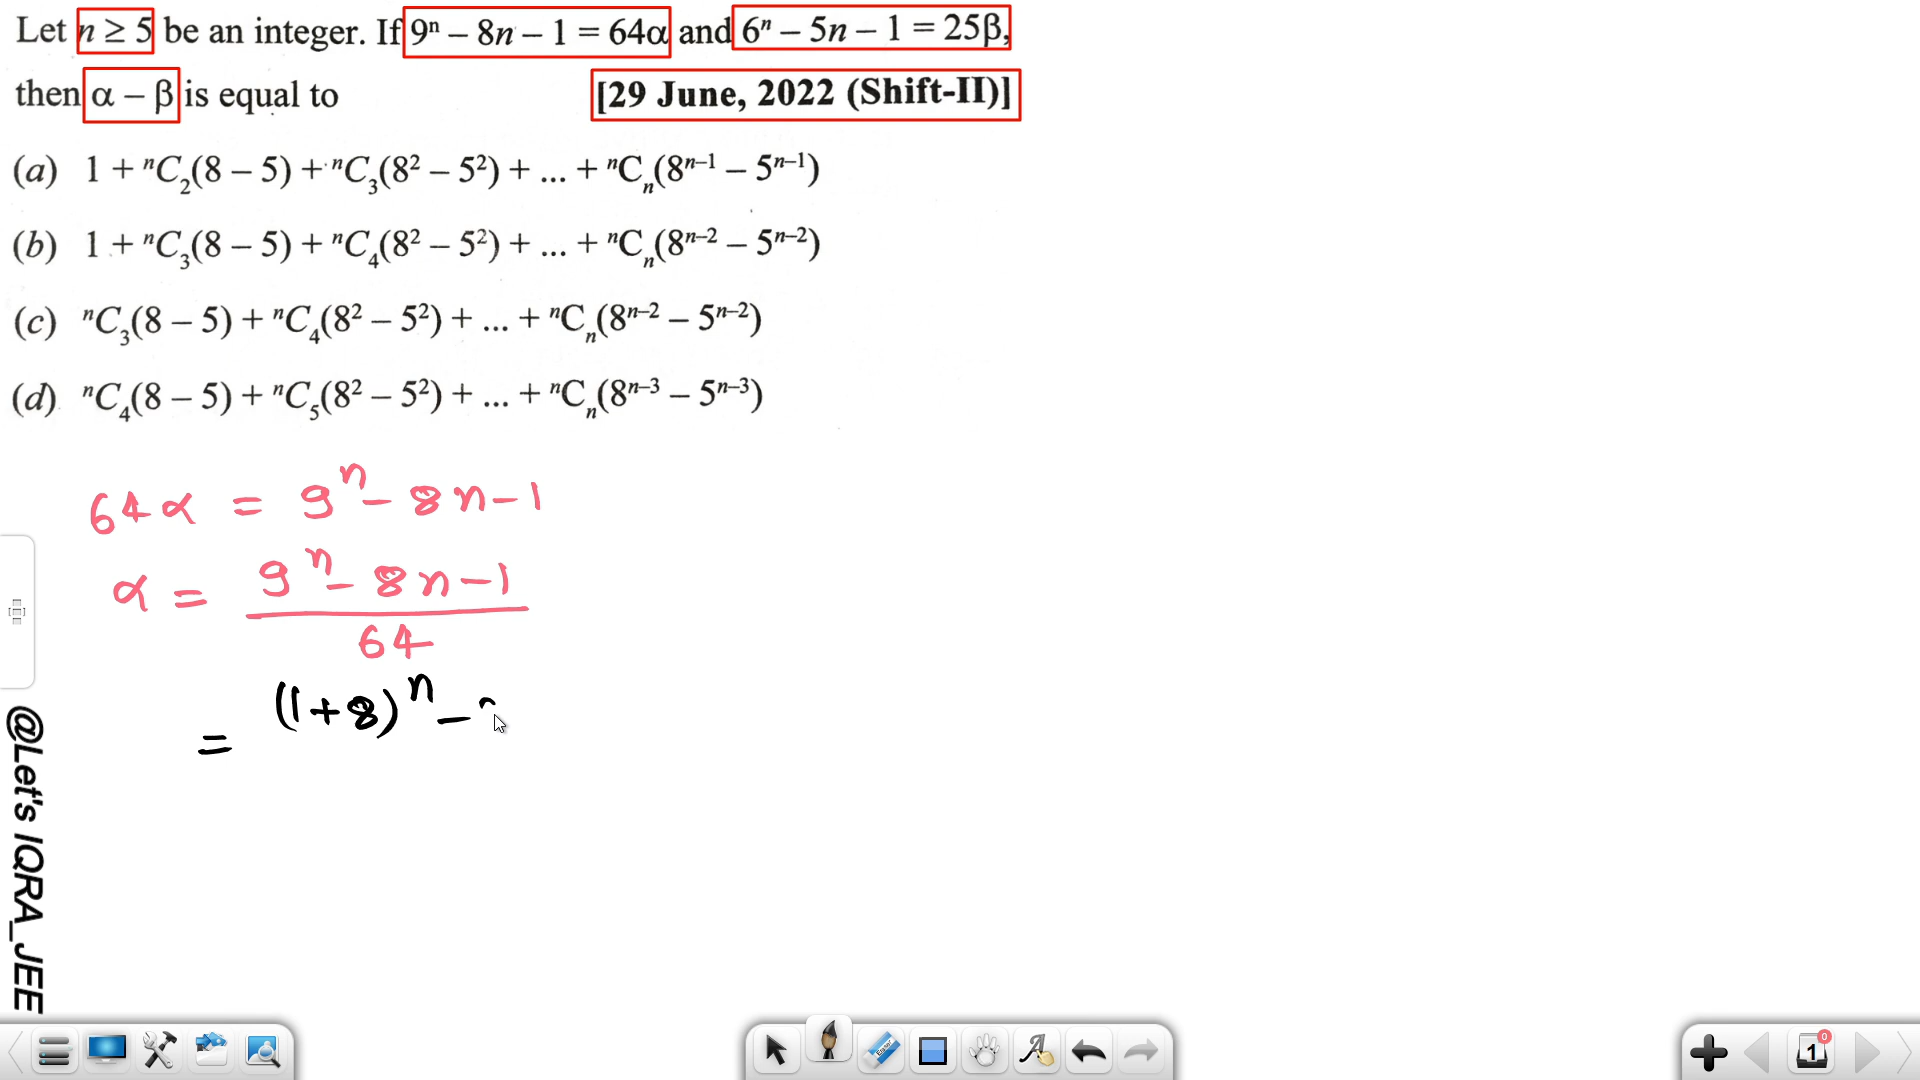 Let n ≥ 5 be an integer. If 9ⁿ – 8n – 1 = 64α and 6ⁿ – 5n – 1 = 25β,
then α – β is equal to [29 June, 2022 (Shift-II)]
(a) 1 + ⁿC₂(8 – 5) + ⁿC₃(8² – 5²) + ... + ⁿCₙ(8ⁿ⁻¹ – 5ⁿ⁻¹)
(b) 1 + ⁿC₃(8 – 5) + ⁿC₄(8² – 5²) + ... + ⁿCₙ(8ⁿ⁻² – 5ⁿ⁻²)
(c) ⁿC₃(8 – 5) + ⁿC₄(8² – 5²) + ... + ⁿCₙ(8ⁿ⁻² – 5ⁿ⁻²)
(d) ⁿC₄(8 – 5) + ⁿC₅(8² – 5²) + ... + ⁿCₙ(8ⁿ⁻³ – 5ⁿ⁻³)
64α = 9ⁿ – 8n – 1
α = 9ⁿ – 8n – 1
64
= (1+8)ⁿ –
@Let's IQRA_JEE
Eraser
A
1
0